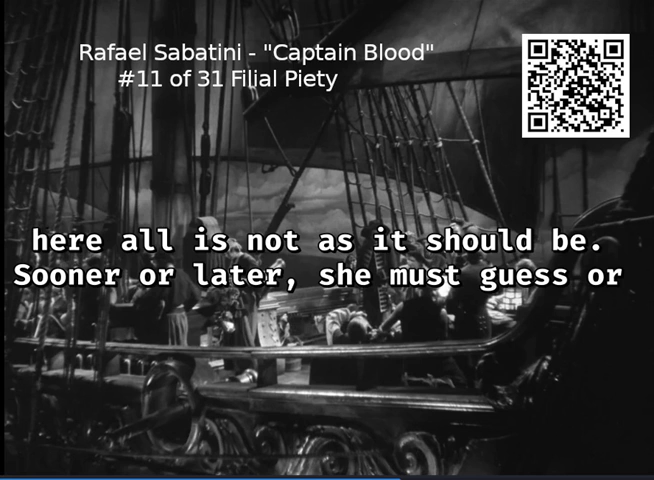 Rafael Sabatini - "Captain Blood"
#11 of 31 Filial Piety
here all is not as it should be.
Sooner or later, she must guess or